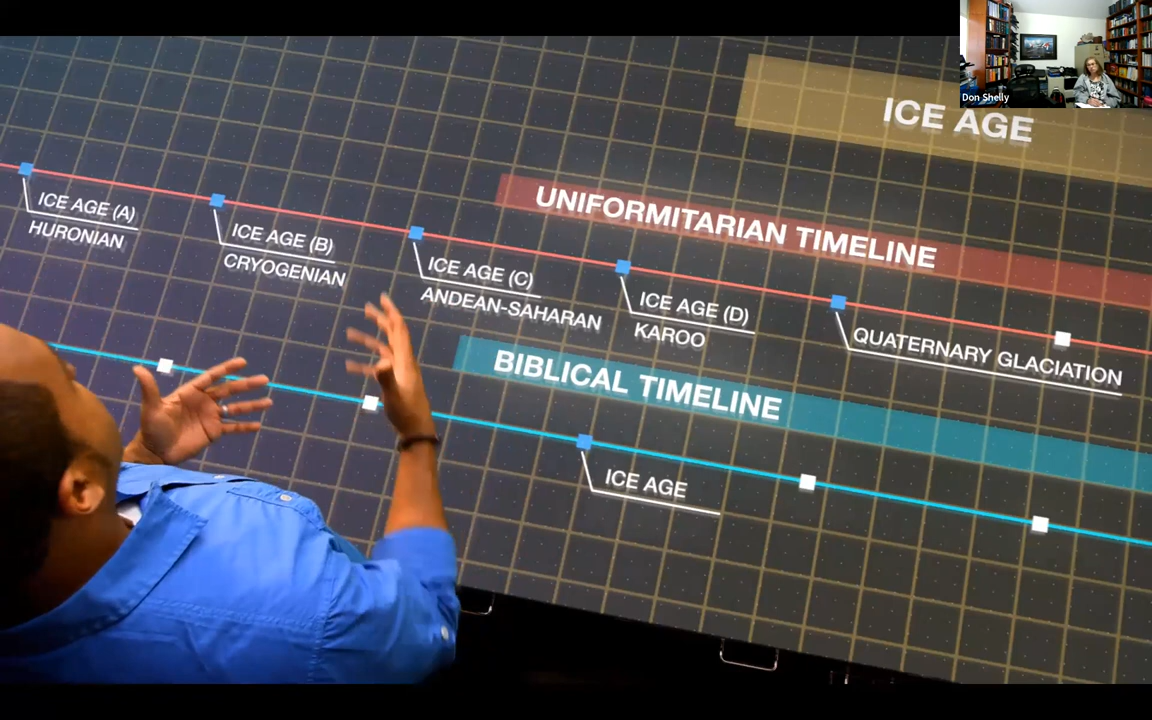 Don Shelly
ICE AGE
UNIFORMITARIAN TIMELINE
ICE AGE (A)
HURONIAN
ICE AGE (B)
CRYOGENIAN
ICE AGE (C)
ANDEAN-SAHARAN
ICE AGE (D)
KAROO
QUATERNARY GLACIATION
BIBLICAL TIMELINE
ICE AGE